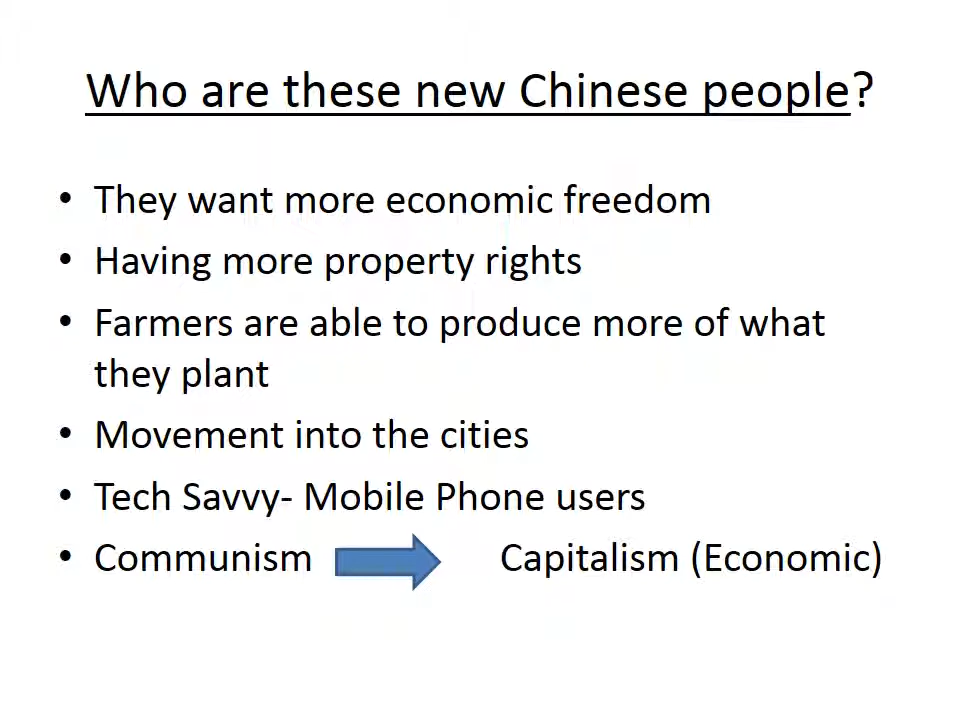 Who are these new Chinese people?
• They want more economic freedom
• Having more property rights
• Farmers are able to produce more of what
they plant
• Movement into the cities
• Tech Savvy- Mobile Phone users
• Communism Capitalism (Economic)